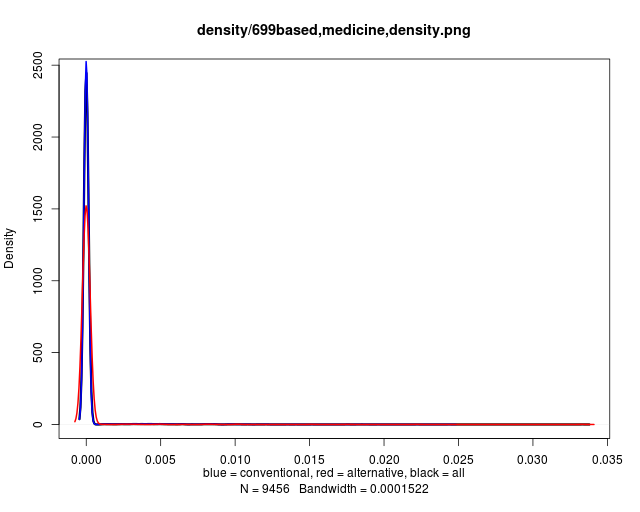 density/699based,medicine,density.png
2500
2000
1500
1000
500
0
Density
0.000 0.005 0.010 0.015 0.020 0.025 0.030 0.035
blue = conventional, red = alternative, black = all
N = 9456 Bandwidth = 0.0001522